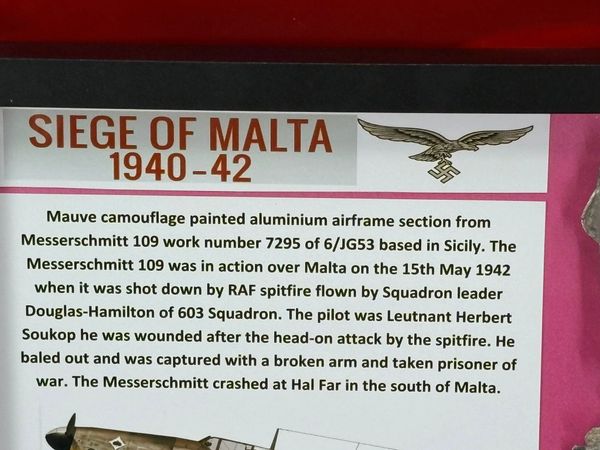 SIEGE OF MALTA
1940-42
Mauve camouflage painted aluminium airframe section from
Messerschmitt 109 work number 7295 of 6/JG53 based in Sicily. The
Messerschmitt 109 was in action over Malta on the 15th May 1942
when it was shot down by RAF spitfire flown by Squadron leader
Douglas-Hamilton of 603 Squadron. The pilot was Leutnant Herbert
Soukop he was wounded after the head-on attack by the spitfire. He
baled out and was captured with a broken arm and taken prisoner of
war. The Messerschmitt crashed at Hal Far in the south of Malta.